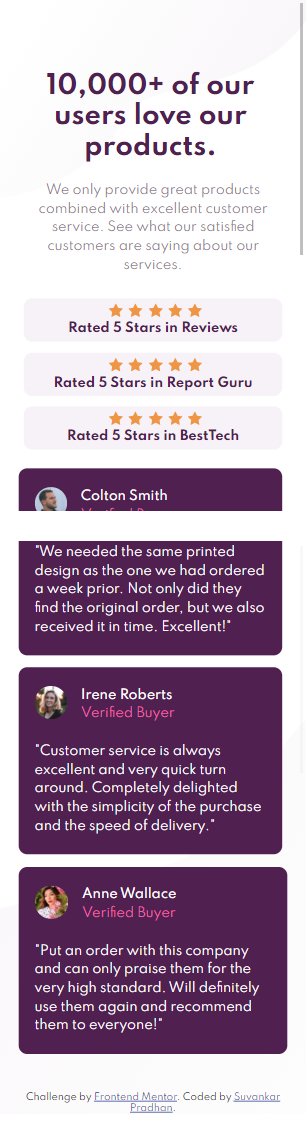 10,000+ of our
users love our
products.
We only provide great products
combined with excellent customer
service. See what our satisfied
customers are saying about our
services.
Rated 5 Stars in Reviews
Rated 5 Stars in Report Guru
Rated 5 Stars in BestTech
Colton Smith
"We needed the same printed
design as the one we had ordered
a week prior. Not only did they
find the original order, but we also
received it in time. Excellent!"
Irene Roberts
Verified Buyer
"Customer service is always
excellent and very quick turn
around. Completely delighted
with the simplicity of the purchase
and the speed of delivery."
Anne Wallace
Verified Buyer
"Put an order with this company
and can only praise them for the
very high standard. Will definitely
use them again and recommend
them to everyone!"
Challenge by Frontend Mentor. Coded by Suvankar
Pradhan.